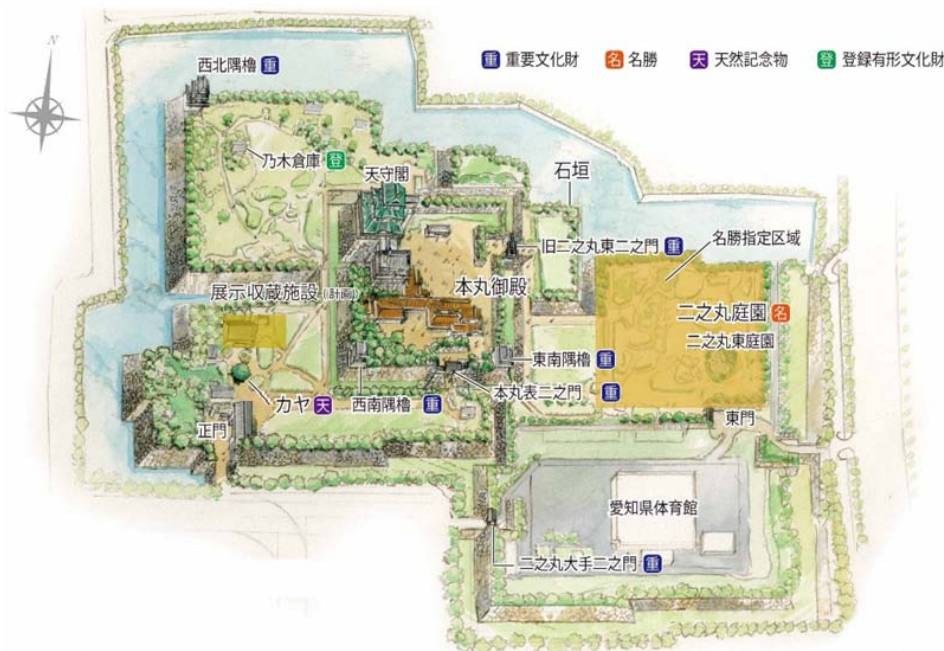 N
重 重要文化財 名 名勝 天 天然記念物 登 登録有形文化財
西北隅櫓 重
乃木倉庫 登
天守閣
石垣
旧二之丸東二之門 重
名勝指定区域
展示収蔵施設(計画)
本丸御殿
二之丸庭園 名
二之丸東庭園
東南隅櫓 重
本丸表二之門 重
カヤ 天
西南隅櫓 重
正門
東門
愛知県体育館
二之丸大手二之門 重